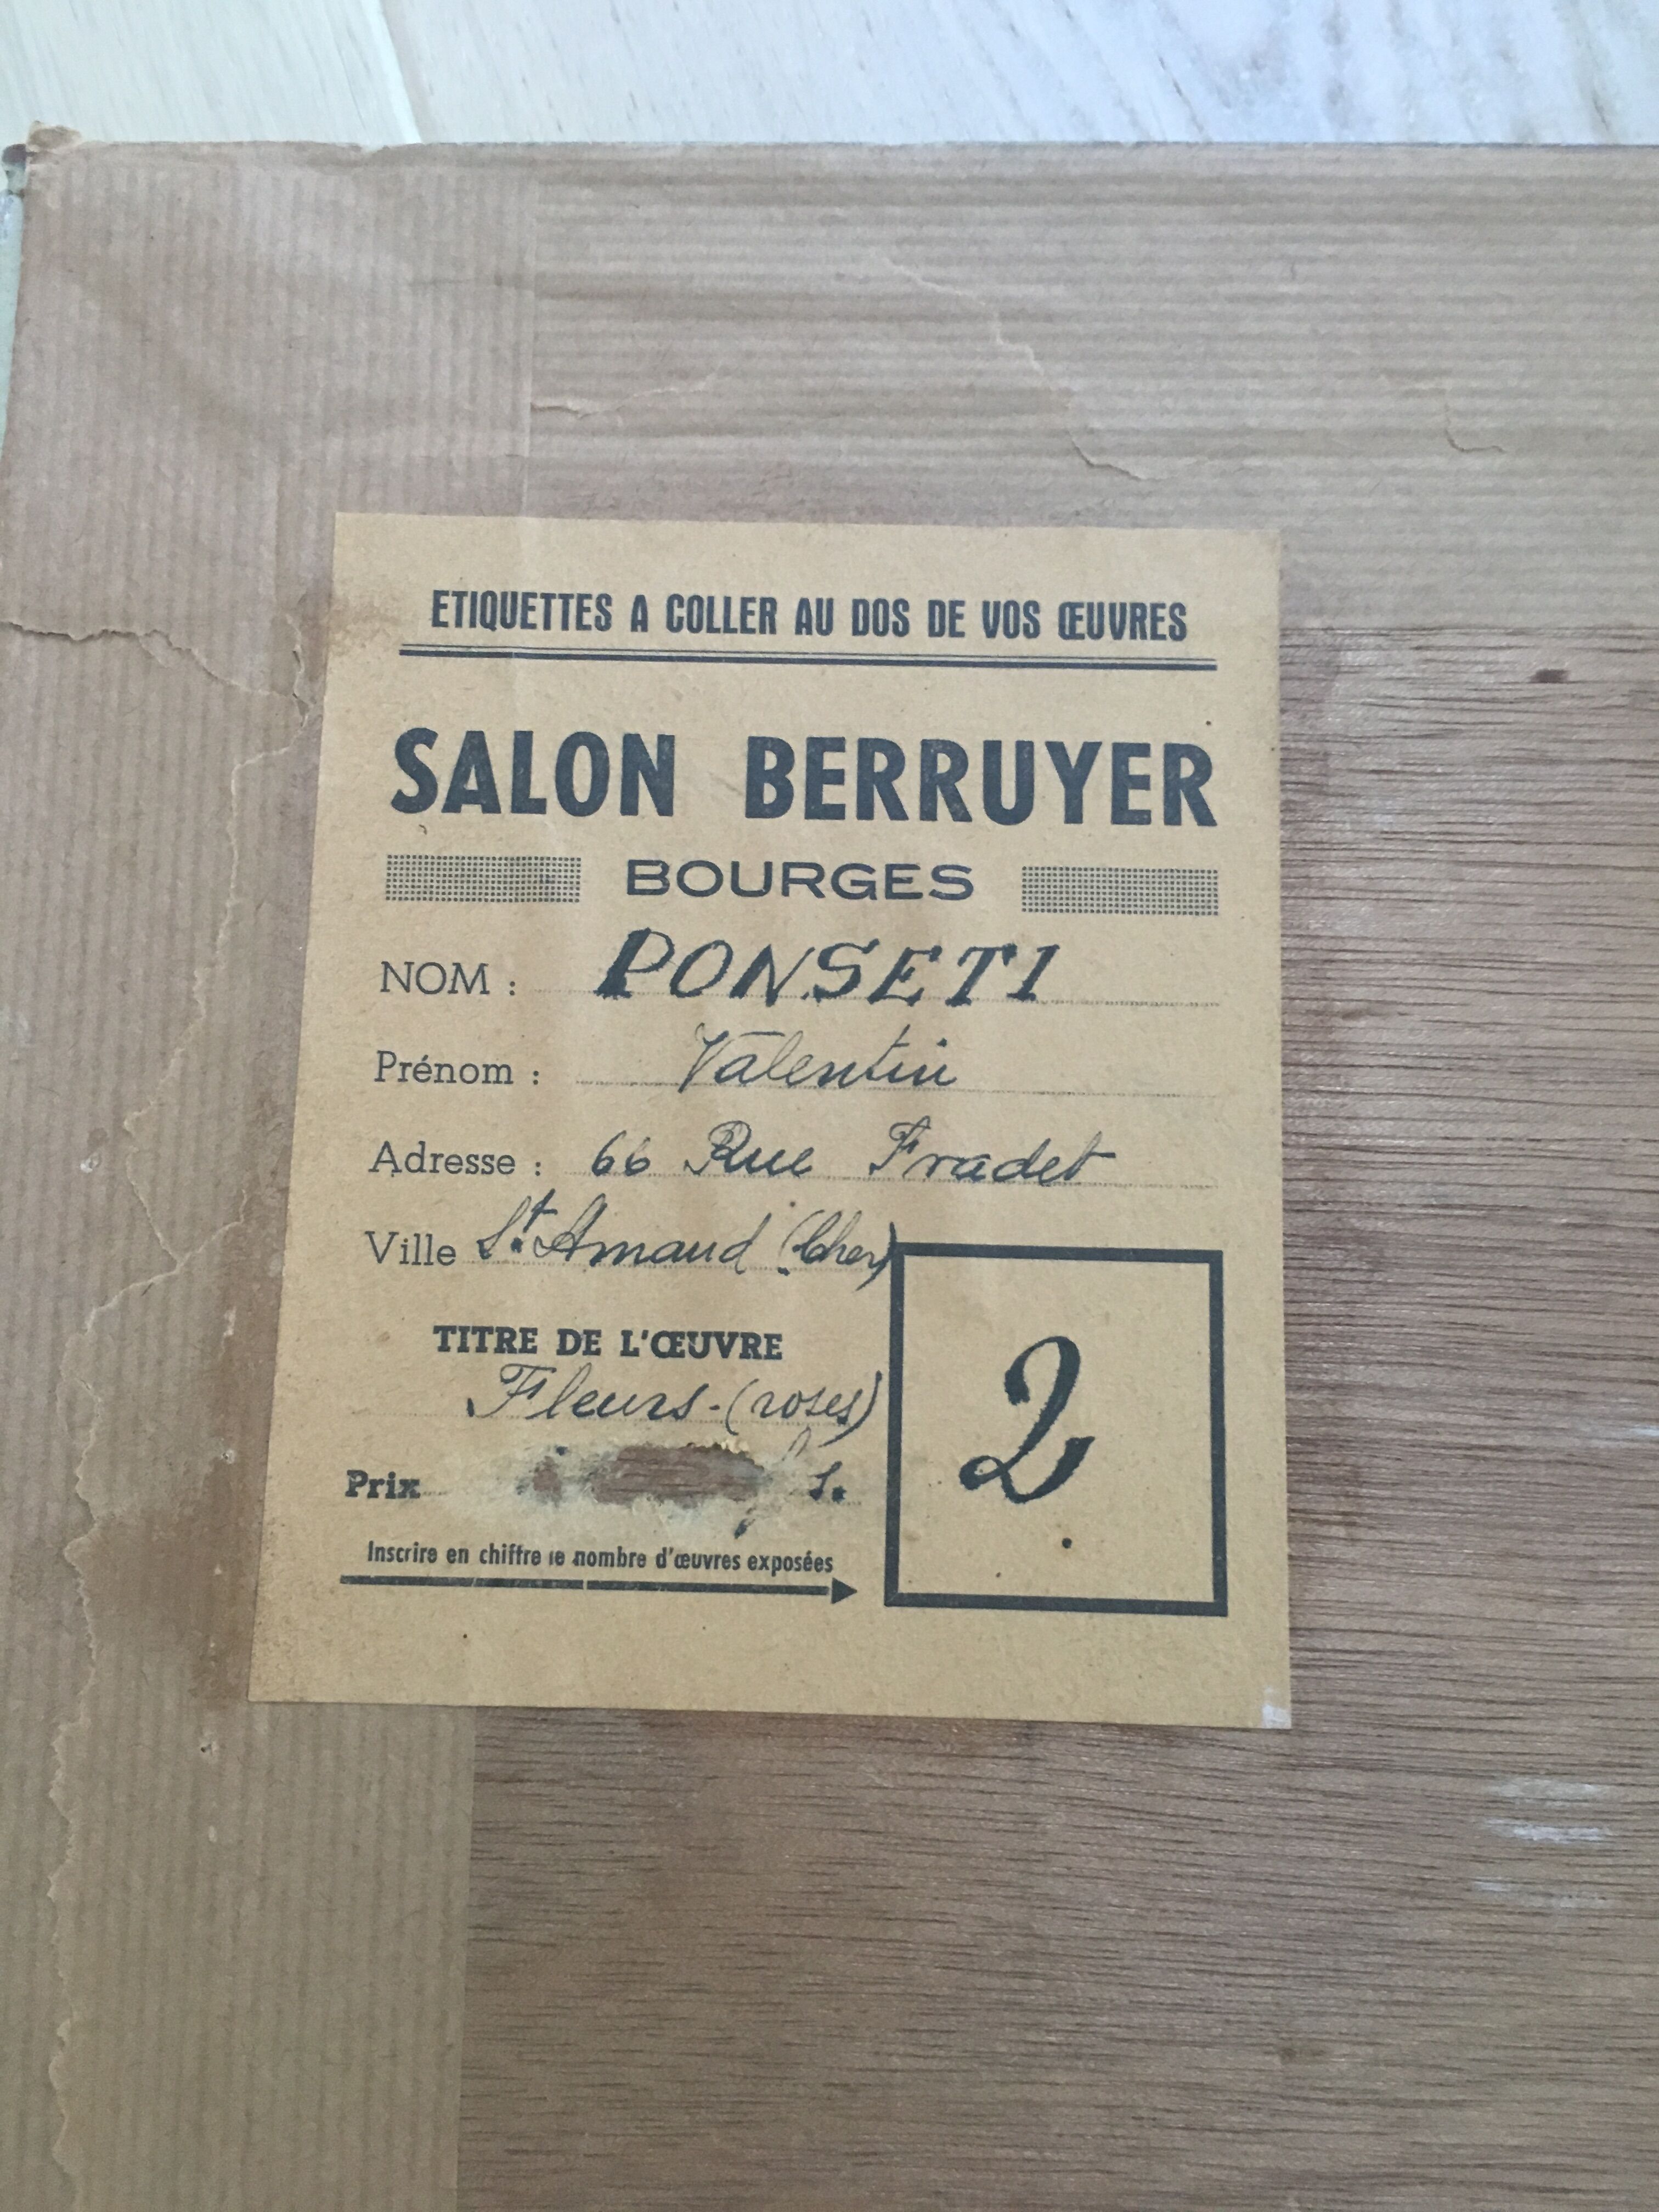 ETIQUETTES A COLLER AU DOS DE VOS ŒUVRES
SALON BERRUYER
BOURGES
NOM : PONSETI
Prénom : Valentin
Adresse : 66 Rue Fradet
Ville St. Amand (Cher)
TITRE DE L'ŒUVRE
Fleurs - (roses)
Prix
Inscrire en chiffre le nombre d'œuvres exposées
2